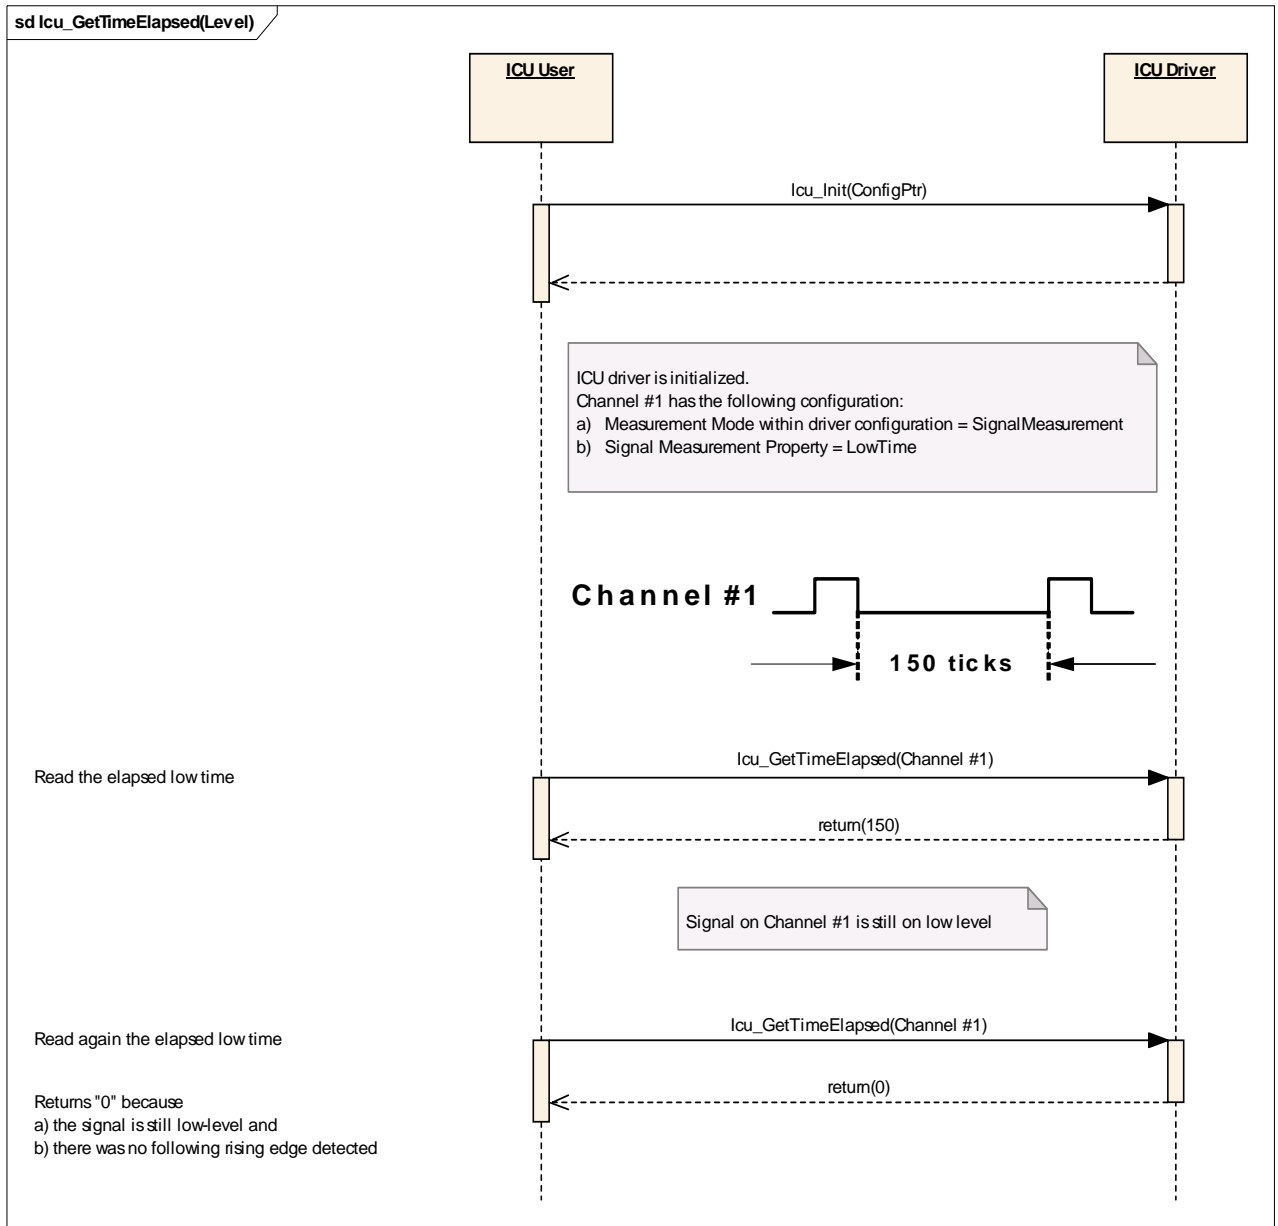 sd Icu_GetTimeElapsed(Level)
ICU User
ICU Driver
Icu_Init(ConfigPtr)
ICU driver is initialized.
Channel #1 has the following configuration:
a) Measurement Mode within driver configuration = SignalMeasurement
b) Signal Measurement Property = LowTime
Channel #1
150 ticks
Icu_GetTimeElapsed(Channel #1)
Read the elapsed low time
return(150)
Signal on Channel #1 is still on low level
Icu_GetTimeElapsed(Channel #1)
Read again the elapsed low time
return(0)
Returns "0" because
a) the signal is still low-level and
b) there was no following rising edge detected